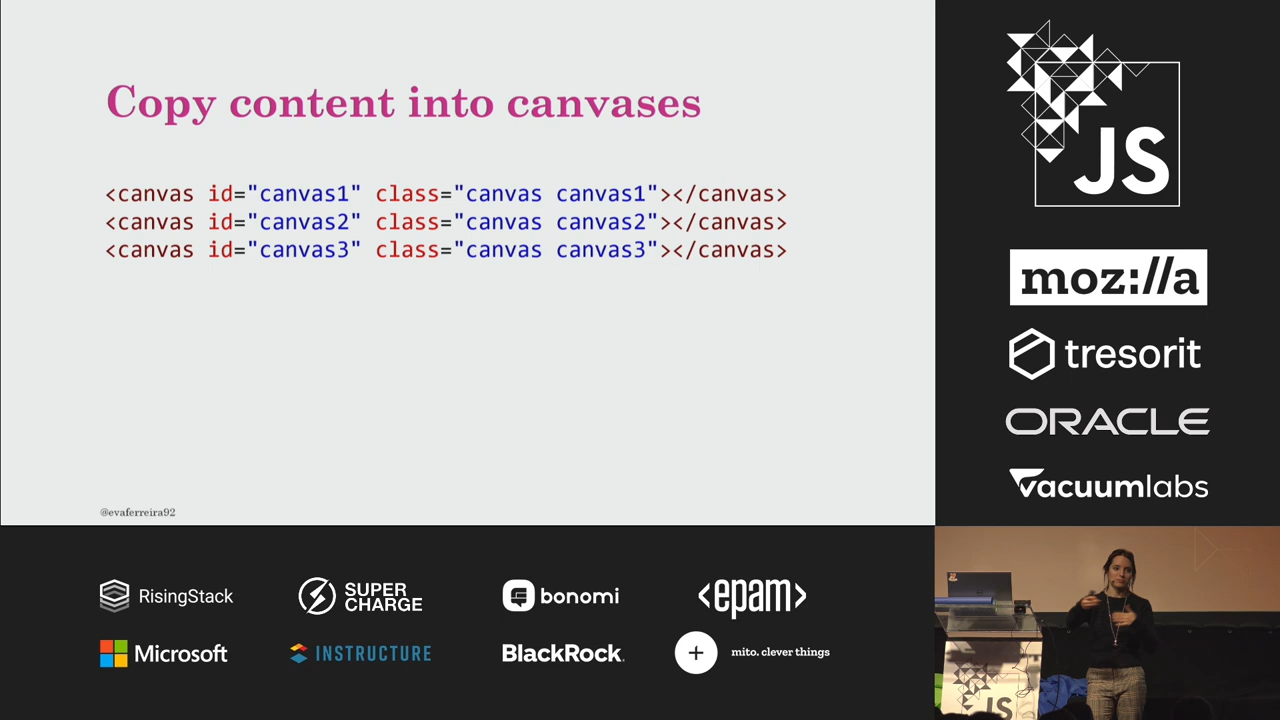 Copy content into canvases
<canvas id="canvas1" class="canvas canvas1"></canvas>
<canvas id="canvas2" class="canvas canvas2"></canvas>
<canvas id="canvas3" class="canvas canvas3"></canvas>
@evaferreira92
JS
moz://a
tresorit
ORACLE
vacuumlabs
RisingStack
SUPER
CHARGE
bonomi
<epam>
Microsoft
INSTRUCTURE
BlackRock.
mito. clever things
JS